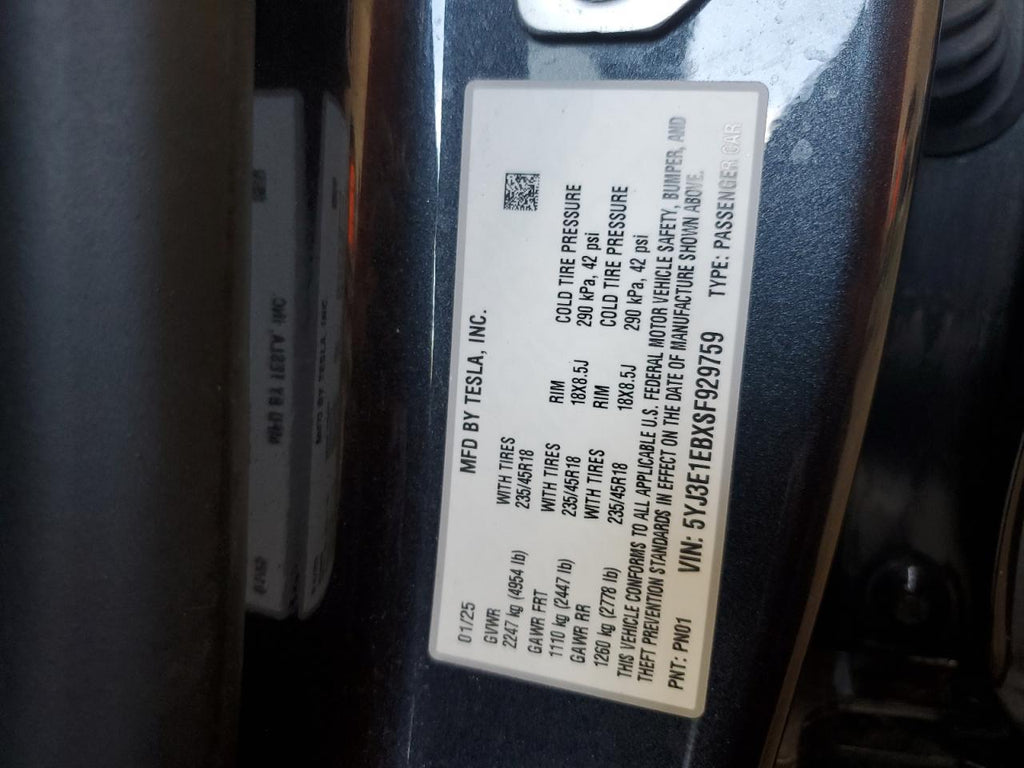 MFD BY TESLA, INC.
01/25
GVWR
2247 kg (4954 lb)
WITH TIRES
235/45R18
RIM
18X8.5J
COLD TIRE PRESSURE
290 kPa, 42 psi
GAWR FRT
1110 kg (2447 lb)
WITH TIRES
235/45R18
RIM
18X8.5J
COLD TIRE PRESSURE
290 kPa, 42 psi
GAWR RR
1260 kg (2778 lb)
WITH TIRES
235/45R18
THIS VEHICLE CONFORMS TO ALL APPLICABLE U.S. FEDERAL MOTOR VEHICLE SAFETY, BUMPER, AND
THEFT PREVENTION STANDARDS IN EFFECT ON THE DATE OF MANUFACTURE SHOWN ABOVE.
PNT: PN01 VIN: 5YJ3E1EBXSF929759 TYPE: PASSENGER CAR